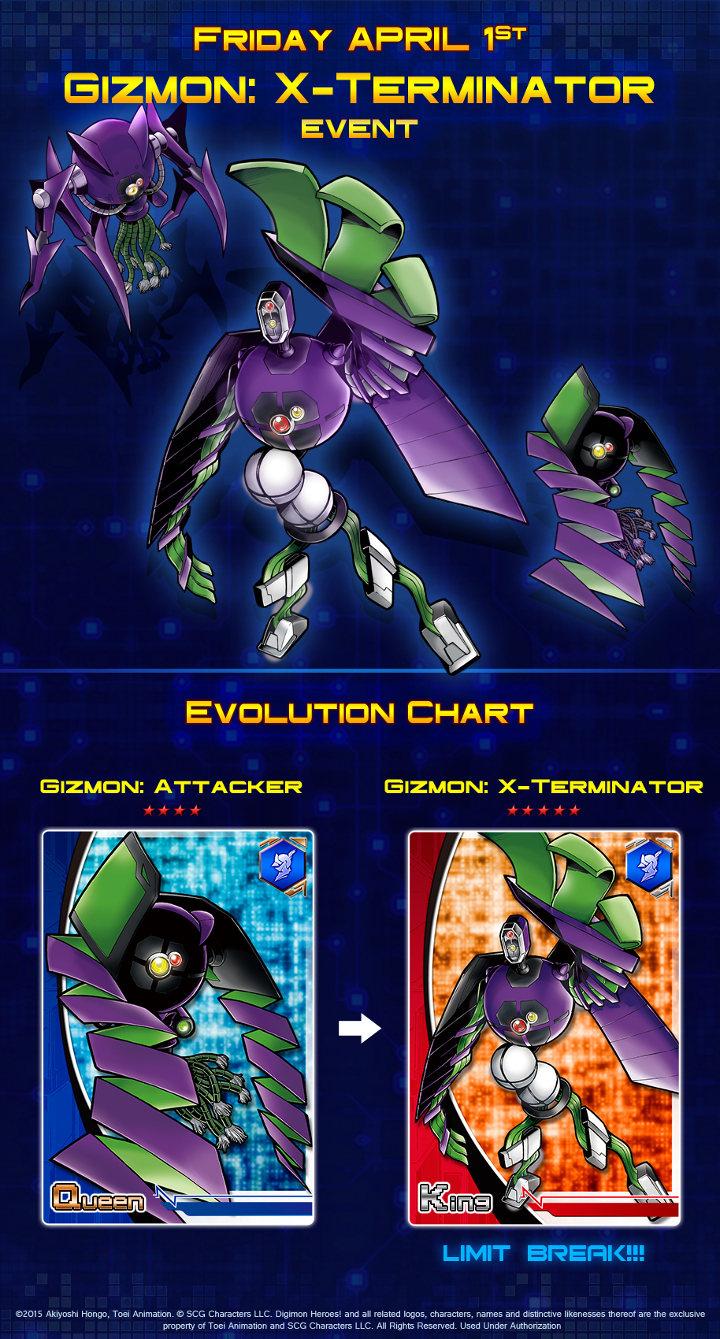 Friday April 1st
Gizmon: X-Terminator
Event
Evolution Chart
Gizmon: Attacker
Gizmon: X-Terminator
Queen
King
LIMIT BREAK!!!
©2015 Akiyoshi Hongo, Toei Animation. © SCG Characters LLC. Digimon Heroes! and all related logos, characters, names and distinctive likenesses thereof are the exclusive
property of Toei Animation and SCG Characters LLC. All Rights Reserved. Used Under Authorization